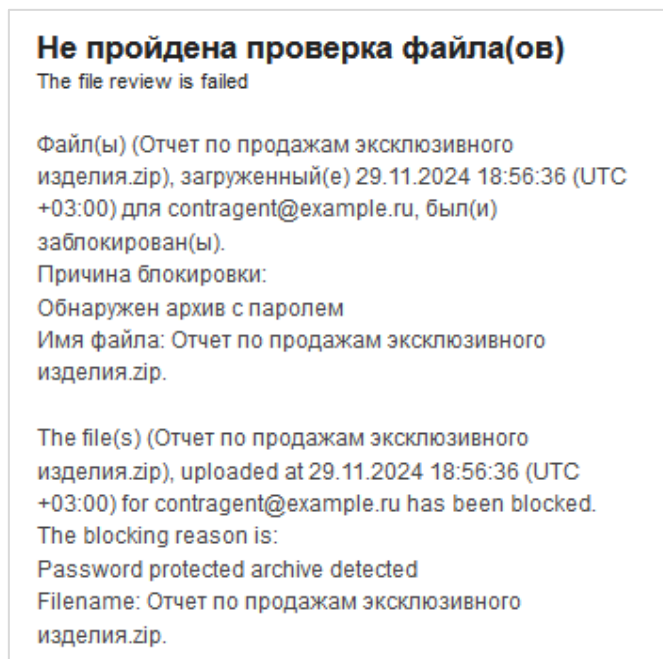 Не пройдена проверка файла(ов)
The file review is failed
Файл(ы) (Отчет по продажам эксклюзивного
изделия.zip), загруженный(е) 29.11.2024 18:56:36 (UTC
+03:00) для contragent@example.ru, был(и)
заблокирован(ы).
Причина блокировки:
Обнаружен архив с паролем
Имя файла: Отчет по продажам эксклюзивного
изделия.zip.
The file(s) (Отчет по продажам эксклюзивного
изделия.zip), uploaded at 29.11.2024 18:56:36 (UTC
+03:00) for contragent@example.ru has been blocked.
The blocking reason is:
Password protected archive detected
Filename: Отчет по продажам эксклюзивного
изделия.zip.